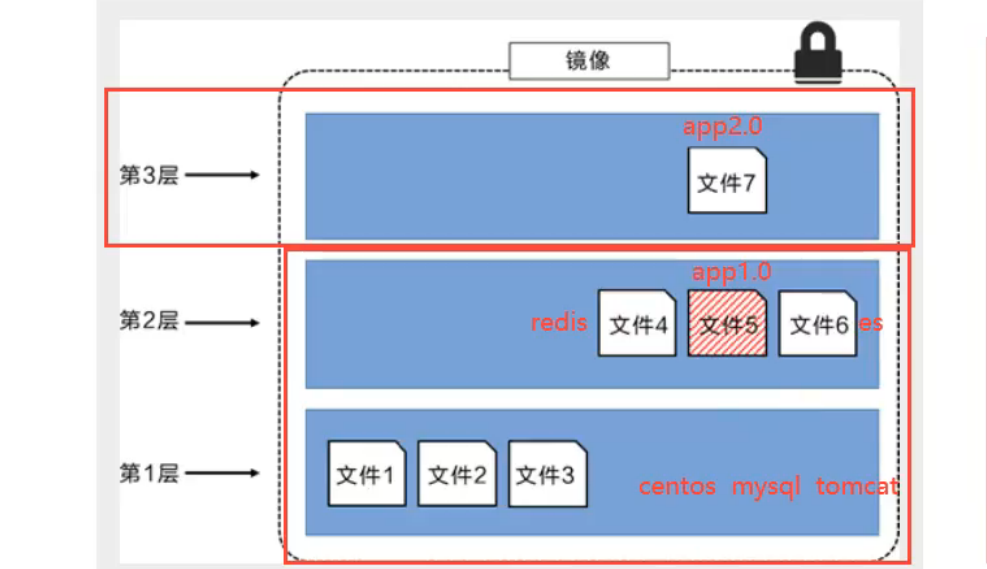 镜像
app2.0
第3层
文件7
app1.0
第2层
redis
文件4
文件5
文件6
es
第1层
文件1
文件2
文件3
centos mysql tomcat